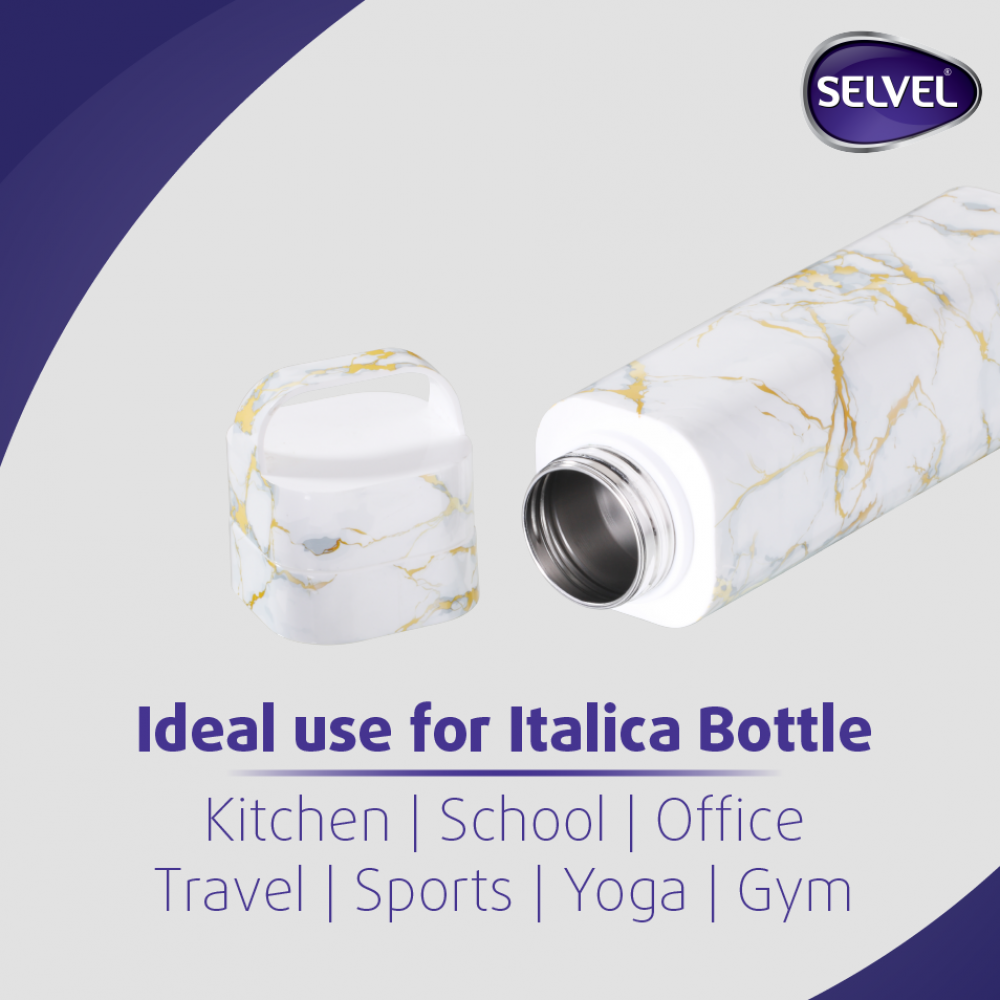 SELVEL®
Ideal use for Italica Bottle
Kitchen | School | Office
Travel | Sports | Yoga | Gym